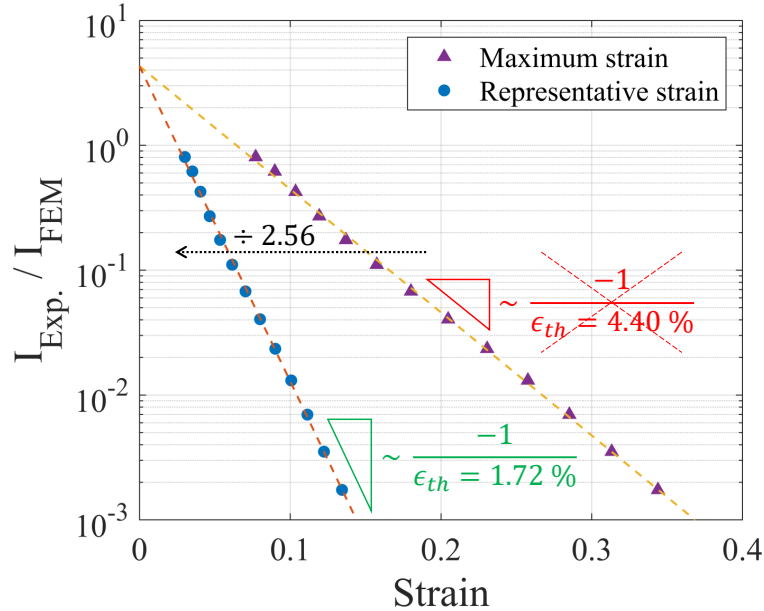 10^1
10^0
10^-1
10^-2
10^-3
I_Exp. / I_FEM
Maximum strain
Representative strain
÷ 2.56
~ −1 / ϵ_th = 4.40 %
~ −1 / ϵ_th = 1.72 %
0 0.1 0.2 0.3 0.4
Strain